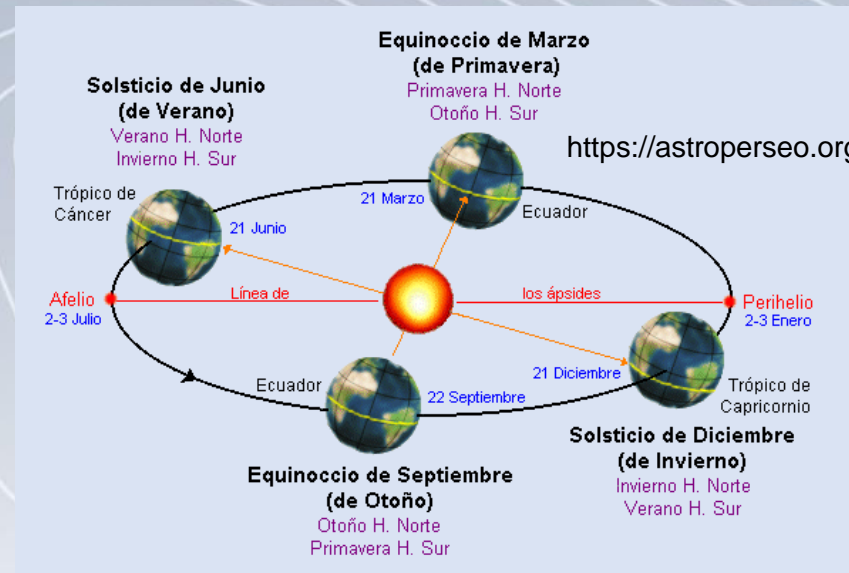 Equinoccio de Marzo
(de Primavera)
Primavera H. Norte
Otoño H. Sur
Solsticio de Junio
(de Verano)
Verano H. Norte
Invierno H. Sur
https://astroperseo.org
Trópico de
Cáncer
21 Junio
21 Marzo
Ecuador
Afelio
2-3 Julio
Línea de
los ápsides
Perihelio
2-3 Enero
Ecuador
22 Septiembre
21 Diciembre
Trópico de
Capricornio
Equinoccio de Septiembre
(de Otoño)
Otoño H. Norte
Primavera H. Sur
Solsticio de Diciembre
(de Invierno)
Invierno H. Norte
Verano H. Sur